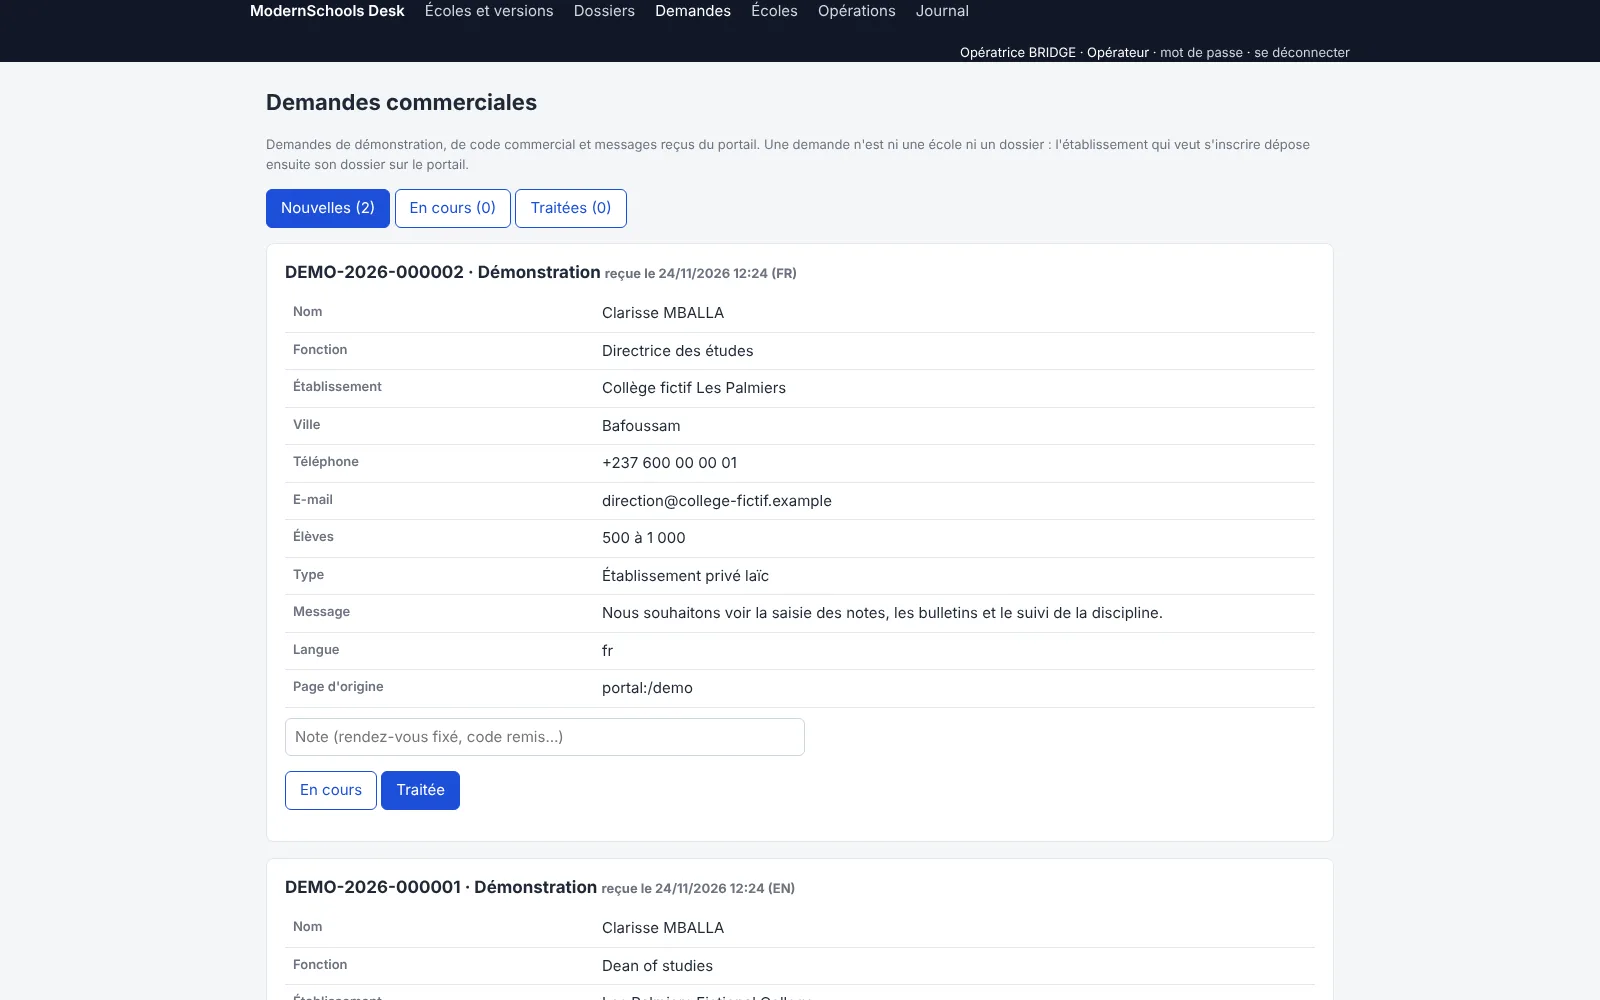 ModernSchools Desk Écoles et versions Dossiers Demandes Écoles Opérations Journal
Opératrice BRIDGE · Opérateur · mot de passe · se déconnecter
Demandes commerciales
Demandes de démonstration, de code commercial et messages reçus du portail. Une demande n'est ni une école ni un dossier : l'établissement qui veut s'inscrire dépose
ensuite son dossier sur le portail.
Nouvelles (2) En cours (0) Traitées (0)
DEMO-2026-000002 · Démonstration reçue le 24/11/2026 12:24 (FR)
Nom Clarisse MBALLA
Fonction Directrice des études
Établissement Collège fictif Les Palmiers
Ville Bafoussam
Téléphone +237 600 00 00 01
E-mail direction@college-fictif.example
Élèves 500 à 1 000
Type Établissement privé laïc
Message Nous souhaitons voir la saisie des notes, les bulletins et le suivi de la discipline.
Langue fr
Page d'origine portal:/demo
Note (rendez-vous fixé, code remis...)
En cours Traitée
DEMO-2026-000001 · Démonstration reçue le 24/11/2026 12:24 (EN)
Nom Clarisse MBALLA
Fonction Dean of studies
Établissement Les Palmiers Fictional College